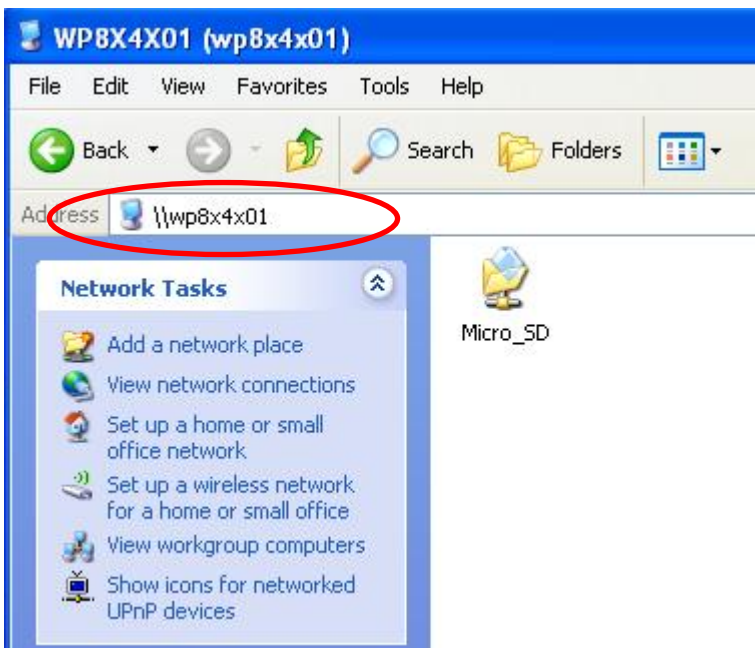 WP8X4X01 (wp8x4x01)
File Edit View Favorites Tools Help
Back Search Folders
Address \\wp8x4x01
Network Tasks
Add a network place
View network connections
Set up a home or small
office network
Set up a wireless network
for a home or small office
View workgroup computers
Show icons for networked
UPnP devices
Micro_SD